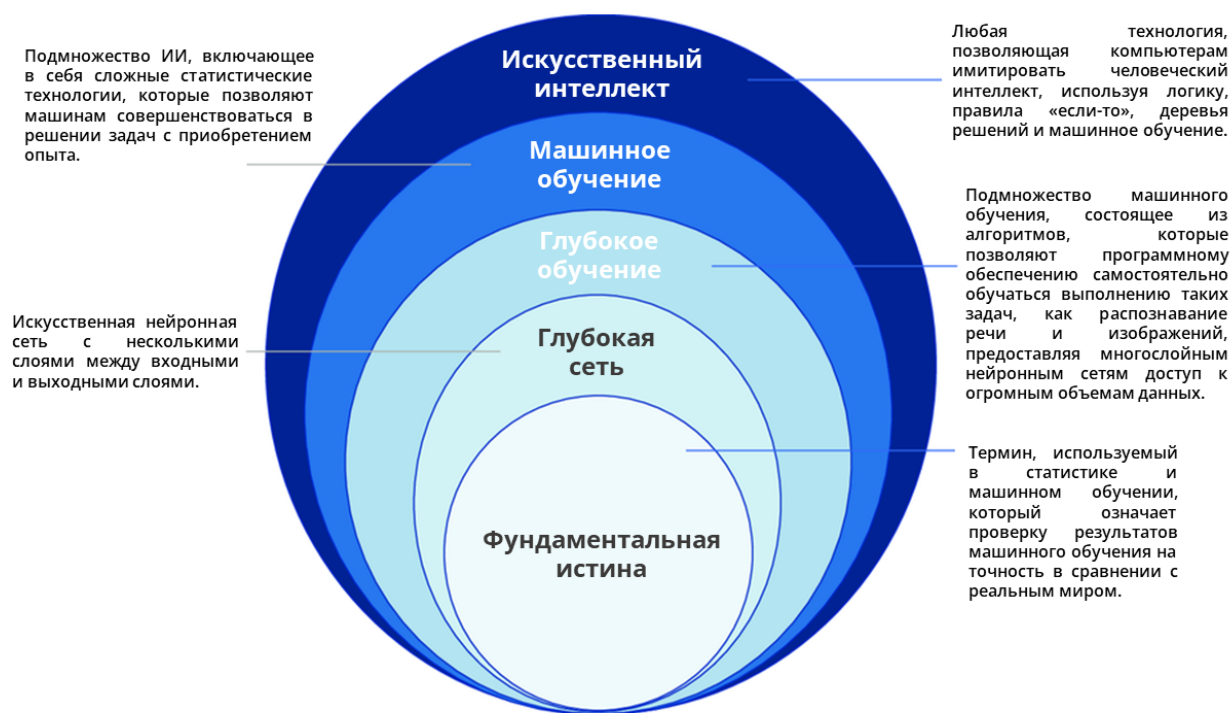 Подмножество ИИ, включающее
в себя сложные статистические
технологии, которые позволяют
машинам совершенствоваться в
решении задач с приобретением
опыта.
Искусственный
интеллект
Любая технология,
позволяющая компьютерам
имитировать человеческий
интеллект, используя логику,
правила «если-то», деревья
решений и машинное обучение.
Машинное
обучение
Глубокое
обучение
Подмножество машинного
обучения, состоящее из
алгоритмов, которые
позволяют программному
обеспечению самостоятельно
обучаться выполнению таких
задач, как распознавание
речи и изображений,
предоставляя многослойным
нейронным сетям доступ к
огромным объемам данных.
Искусственная нейронная
сеть с несколькими
слоями между входными
и выходными слоями.
Глубокая
сеть
Фундаментальная
истина
Термин, используемый
в статистике и
машинном обучении,
который означает
проверку результатов
машинного обучения на
точность в сравнении с
реальным миром.